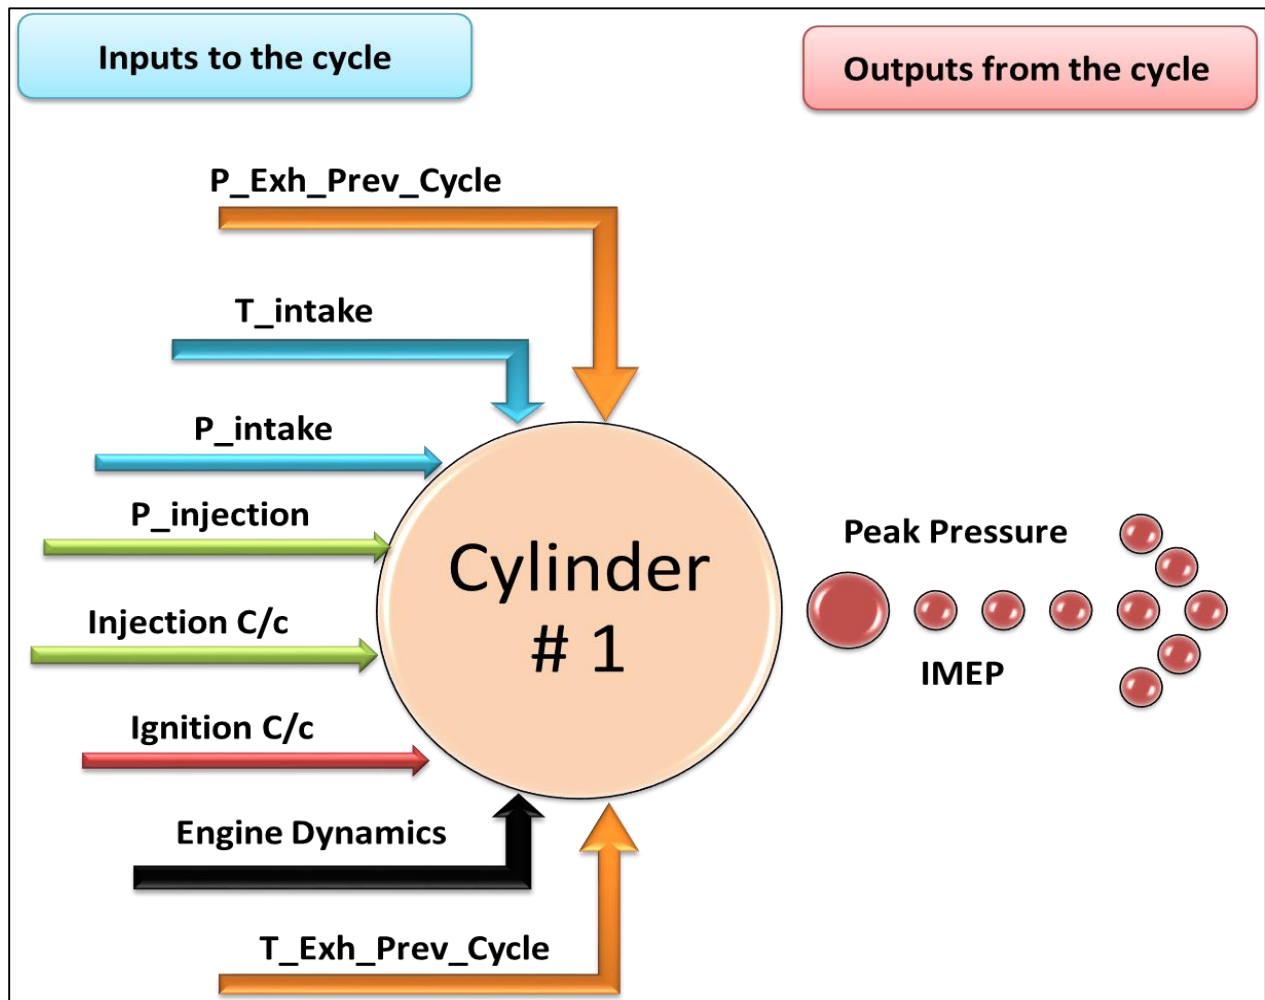 Inputs to the cycle
Outputs from the cycle
P_Exh_Prev_Cycle
T_intake
P_intake
P_injection
Injection C/c
Ignition C/c
Engine Dynamics
T_Exh_Prev_Cycle
Cylinder
# 1
Peak Pressure
IMEP